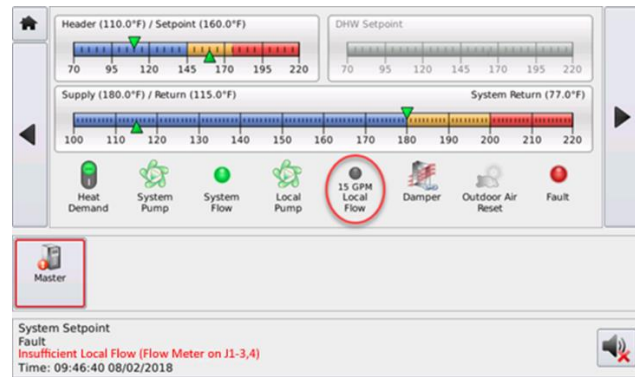 Header (110.0°F) / Setpoint (160.0°F)
DHW Setpoint
70 95 120 145 170 195 220
70 95 120 145 170 195 220
Supply (180.0°F) / Return (115.0°F)
System Return (77.0°F)
100 110 120 130 140 150 160 170 180 190 200 210 220
Heat
Demand
System
Pump
System
Flow
Local
Pump
15 GPM
Local
Flow
Damper
Outdoor Air
Reset
Fault
Master
System Setpoint
Fault
Insufficient Local Flow (Flow Meter on J1-3,4)
Time: 09:46:40 08/02/2018